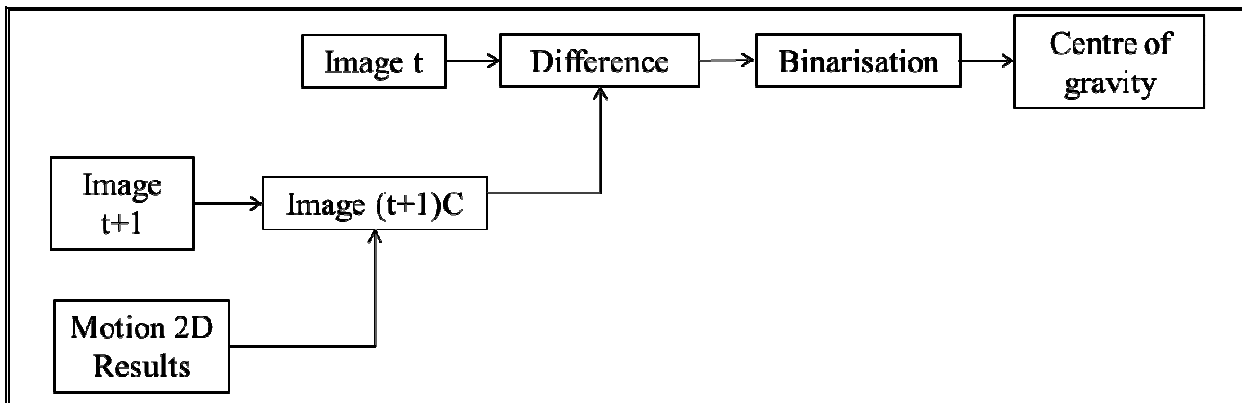 Image t
Difference
Binarisation
Centre of
gravity
Image
t+1
Image (t+1)C
Motion 2D
Results